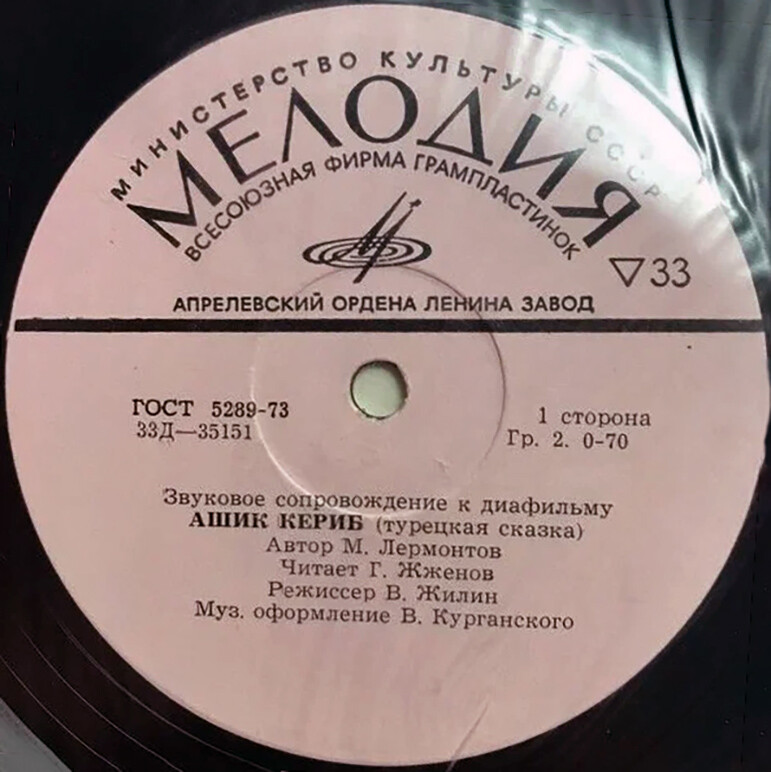 МИНИСТЕРСТВО КУЛЬТУРЫ СССР
МЕЛОДИЯ
ВСЕСОЮЗНАЯ ФИРМА ГРАМПЛАСТИНОК
▽33
АПРЕЛЕВСКИЙ ОРДЕНА ЛЕНИНА ЗАВОД
ГОСТ 5289-73
33Д—35151
1 сторона
Гр. 2. 0-70
Звуковое сопровождение к диафильму
АШИК КЕРИБ (турецкая сказка)
Автор М. Лермонтов
Читает Г. Жженов
Режиссер В. Жилин
Муз. оформление В. Курганского